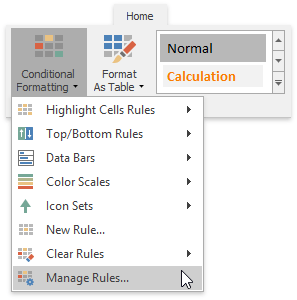 Home
Conditional
Formatting
Format
As Table
Normal
Calculation
Highlight Cells Rules
Top/Bottom Rules
Data Bars
Color Scales
Icon Sets
New Rule...
Clear Rules
Manage Rules...